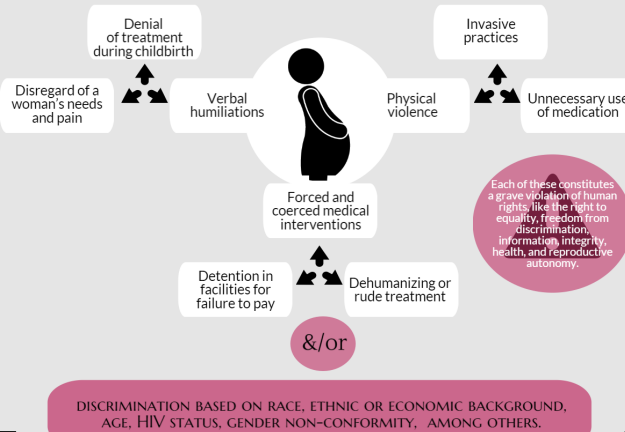 Denial
of treatment
during childbirth
Disregard of a
woman's needs
and pain
Verbal
humiliations
Invasive
practices
Physical
violence
Unnecessary use
of medication
Forced and
coerced medical
interventions
Detention in
facilities for
failure to pay
Dehumanizing or
rude treatment
Each of these constitutes
a grave violation of human
rights, like the right to
equality, freedom from
discrimination,
information, integrity,
health, and reproductive
autonomy.
&/or
DISCRIMINATION BASED ON RACE, ETHNIC OR ECONOMIC BACKGROUND,
AGE, HIV STATUS, GENDER NON-CONFORMITY, AMONG OTHERS.